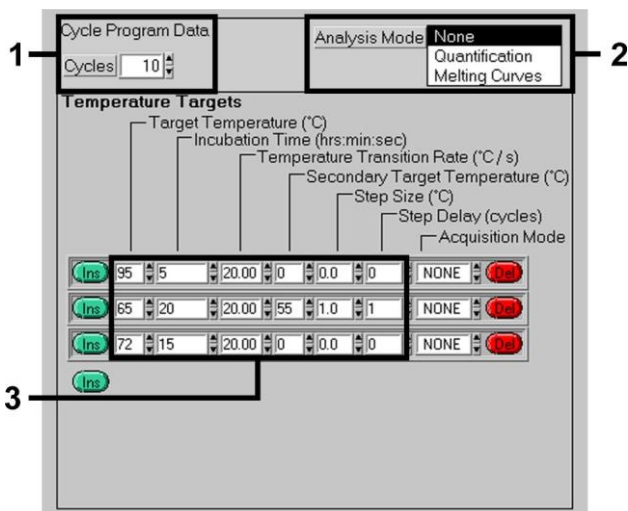 Cycle Program Data
Cycles 10
1
Analysis Mode None
Quantification
Melting Curves
2
Temperature Targets
Target Temperature (°C)
Incubation Time (hrs:min:sec)
Temperature Transition Rate (°C / s)
Secondary Target Temperature (°C)
Step Size (°C)
Step Delay (cycles)
Acquisition Mode
Ins 95 5 20.00 0 0.0 0 NONE Del
Ins 65 20 20.00 55 1.0 1 NONE Del
Ins 72 15 20.00 0 0.0 0 NONE Del
Ins
3